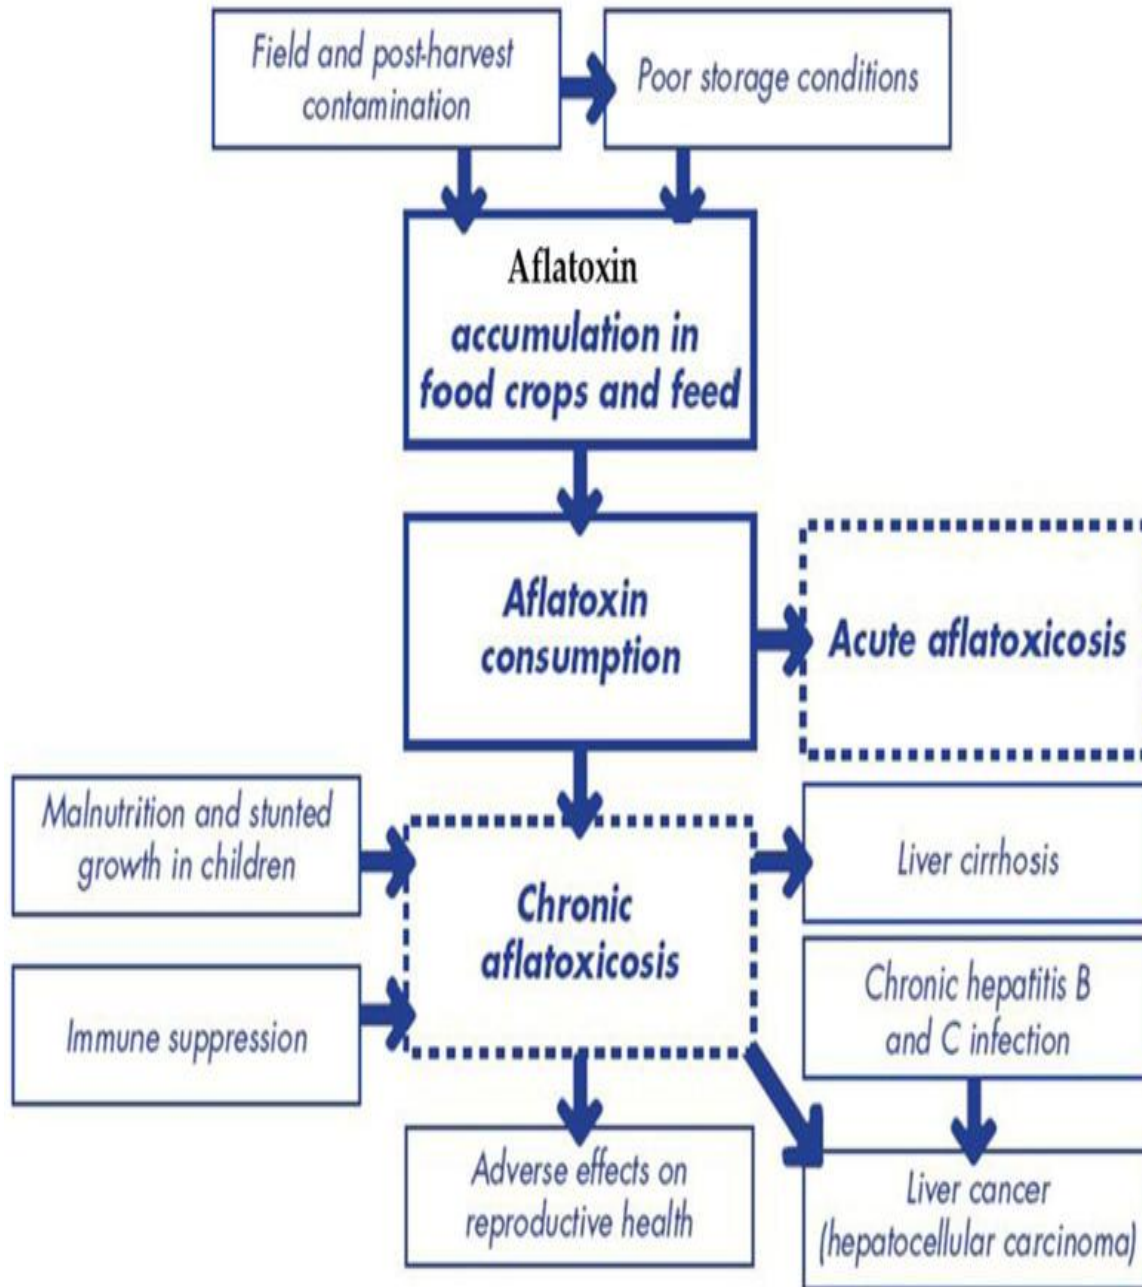 Field and post-harvest
contamination
Poor storage conditions
Aflatoxin
accumulation in
food crops and feed
Aflatoxin
consumption
Acute aflatoxicosis
Malnutrition and stunted
growth in children
Chronic
aflatoxicosis
Liver cirrhosis
Immune suppression
Chronic hepatitis B
and C infection
Adverse effects on
reproductive health
Liver cancer
(hepatocellular carcinoma)